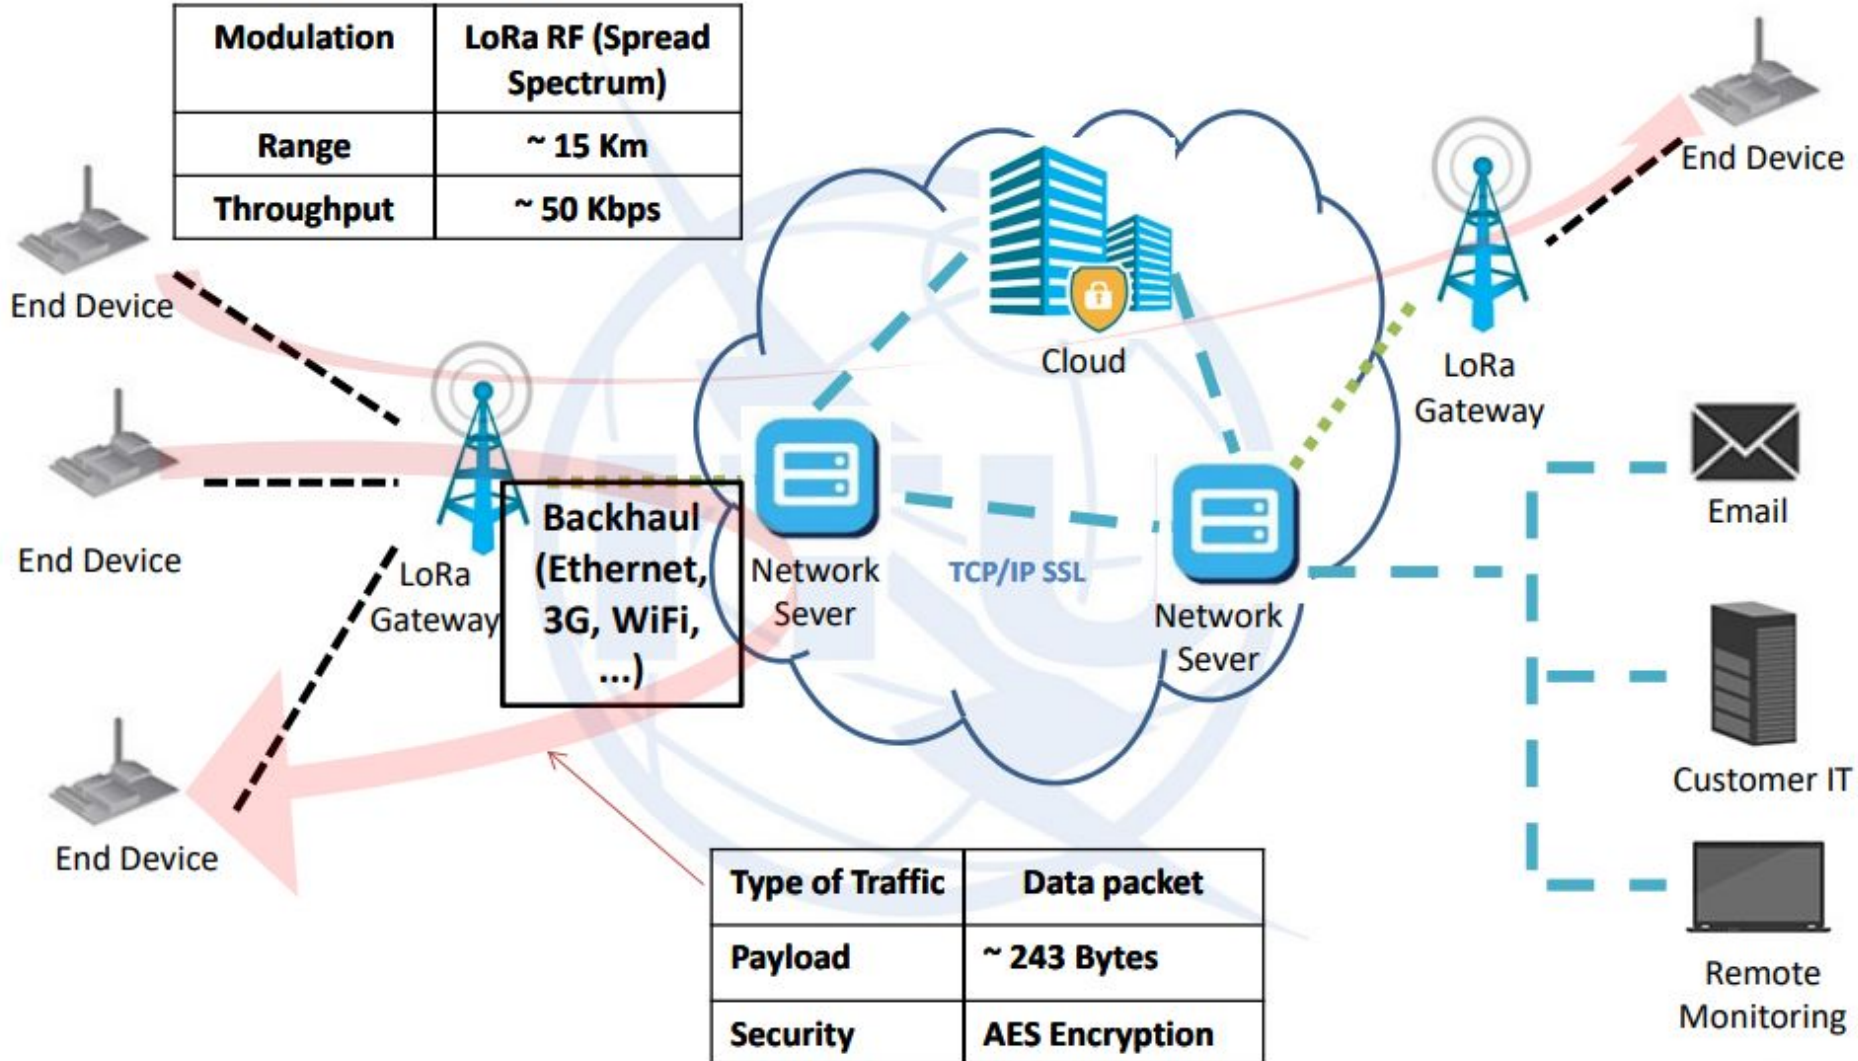 Modulation
LoRa RF (Spread
Spectrum)
Range
~ 15 Km
Throughput
~ 50 Kbps
End Device
End Device
End Device
End Device
LoRa
Gateway
Backhaul
(Ethernet,
3G, WiFi,
...)
Cloud
Network
Sever
TCP/IP SSL
Network
Sever
LoRa
Gateway
Email
Customer IT
Remote
Monitoring
Type of Traffic
Data packet
Payload
~ 243 Bytes
Security
AES Encryption
ITU